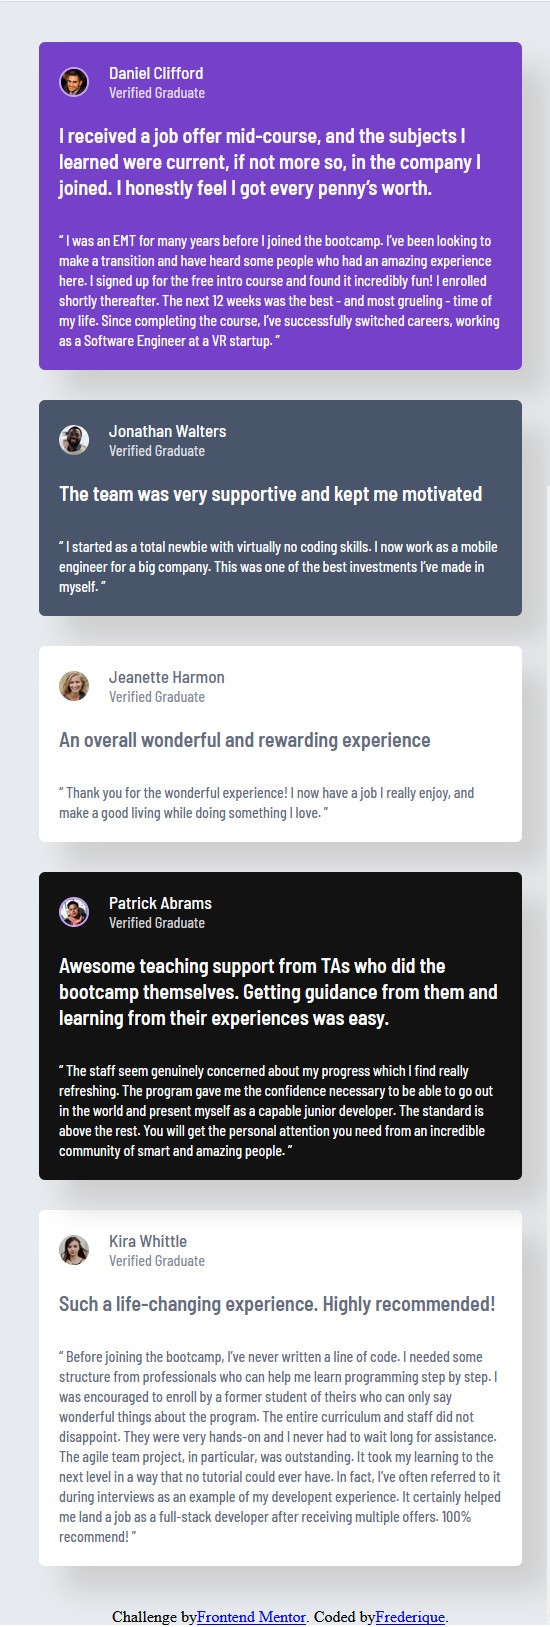 Daniel Clifford
Verified Graduate
I received a job offer mid-course, and the subjects I
learned were current, if not more so, in the company I
joined. I honestly feel I got every penny’s worth.
“ I was an EMT for many years before I joined the bootcamp. I’ve been looking to
make a transition and have heard some people who had an amazing experience
here. I signed up for the free intro course and found it incredibly fun! I enrolled
shortly thereafter. The next 12 weeks was the best - and most grueling - time of
my life. Since completing the course, I’ve successfully switched careers, working
as a Software Engineer at a VR startup. ”
Jonathan Walters
Verified Graduate
The team was very supportive and kept me motivated
“ I started as a total newbie with virtually no coding skills. I now work as a mobile
engineer for a big company. This was one of the best investments I’ve made in
myself. ”
Jeanette Harmon
Verified Graduate
An overall wonderful and rewarding experience
“ Thank you for the wonderful experience! I now have a job I really enjoy, and
make a good living while doing something I love. ”
Patrick Abrams
Verified Graduate
Awesome teaching support from TAs who did the
bootcamp themselves. Getting guidance from them and
learning from their experiences was easy.
“ The staff seem genuinely concerned about my progress which I find really
refreshing. The program gave me the confidence necessary to be able to go out
in the world and present myself as a capable junior developer. The standard is
above the rest. You will get the personal attention you need from an incredible
community of smart and amazing people. ”
Kira Whittle
Verified Graduate
Such a life-changing experience. Highly recommended!
“ Before joining the bootcamp, I’ve never written a line of code. I needed some
structure from professionals who can help me learn programming step by step. I
was encouraged to enroll by a former student of theirs who can only say
wonderful things about the program. The entire curriculum and staff did not
disappoint. They were very hands-on and I never had to wait long for assistance.
The agile team project, in particular, was outstanding. It took my learning to the
next level in a way that no tutorial could ever have. In fact, I’ve often referred to it
during interviews as an example of my developent experience. It certainly helped
me land a job as a full-stack developer after receiving multiple offers. 100%
recommend! ”
Challenge byFrontend Mentor. Coded byFrederique.